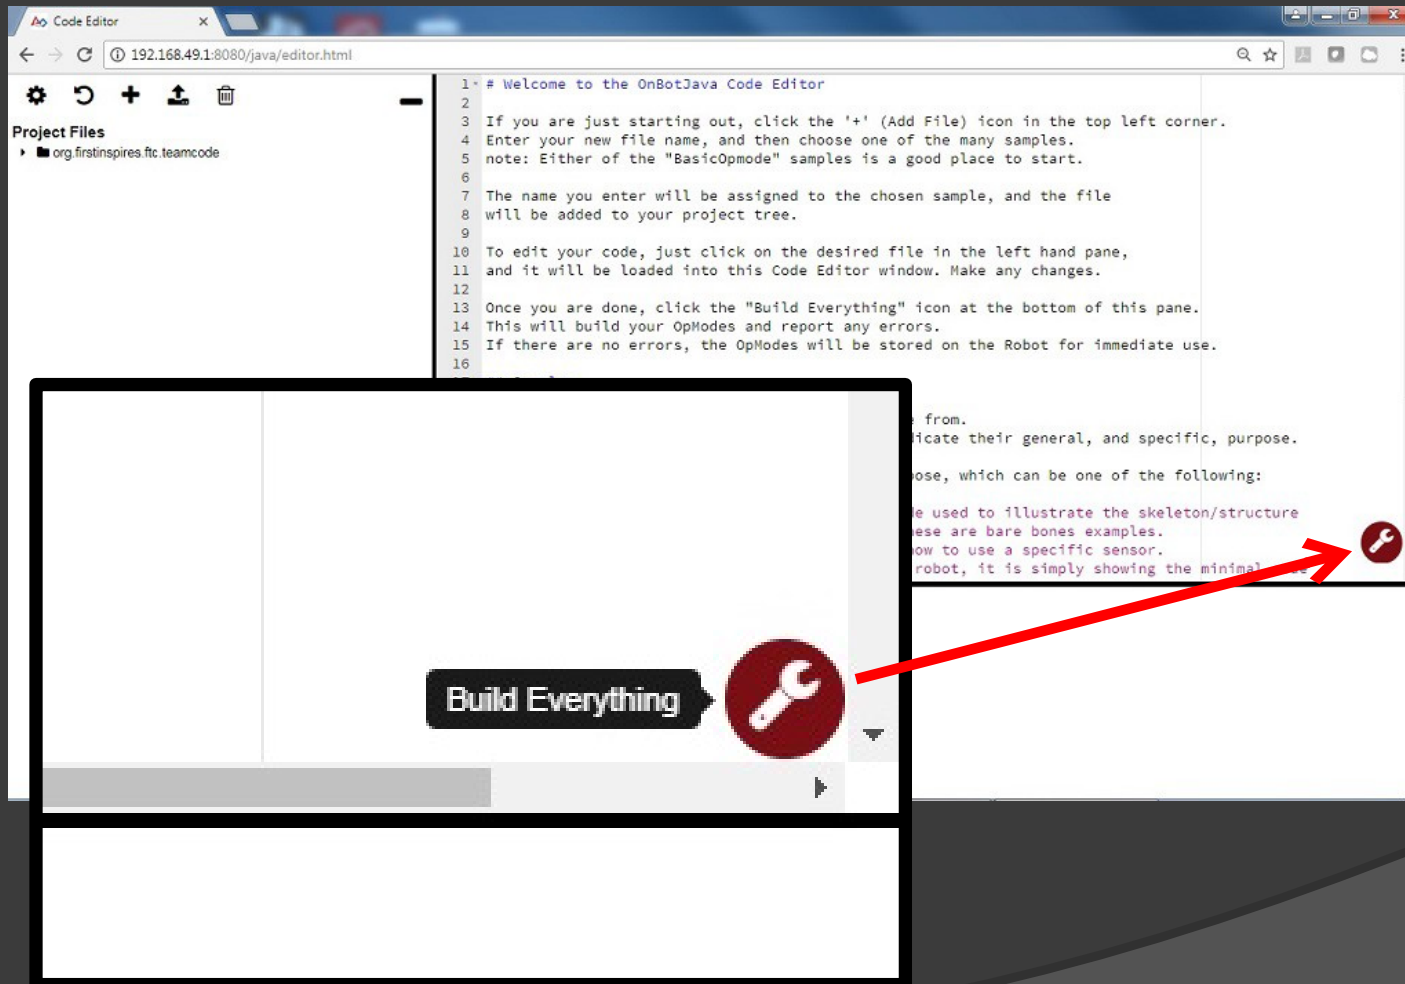 Code Editor
192.168.49.1:8080/java/editor.html
Project Files
org.firstinspires.ftc.teamcode
1 # Welcome to the OnBotJava Code Editor
2
3 If you are just starting out, click the '+' (Add File) icon in the top left corner.
4 Enter your new file name, and then choose one of the many samples.
5 note: Either of the "BasicOpmode" samples is a good place to start.
6
7 The name you enter will be assigned to the chosen sample, and the file
8 will be added to your project tree.
9
10 To edit your code, just click on the desired file in the left hand pane,
11 and it will be loaded into this Code Editor window. Make any changes.
12
13 Once you are done, click the "Build Everything" icon at the bottom of this pane.
14 This will build your OpModes and report any errors.
15 If there are no errors, the OpModes will be stored on the Robot for immediate use.
16
from.
their general, and specific, purpose.
which can be one of the following:
used to illustrate the skeleton/structure
are bare bones examples.
to use a specific sensor.
robot, it is simply showing the minimal
Build Everything